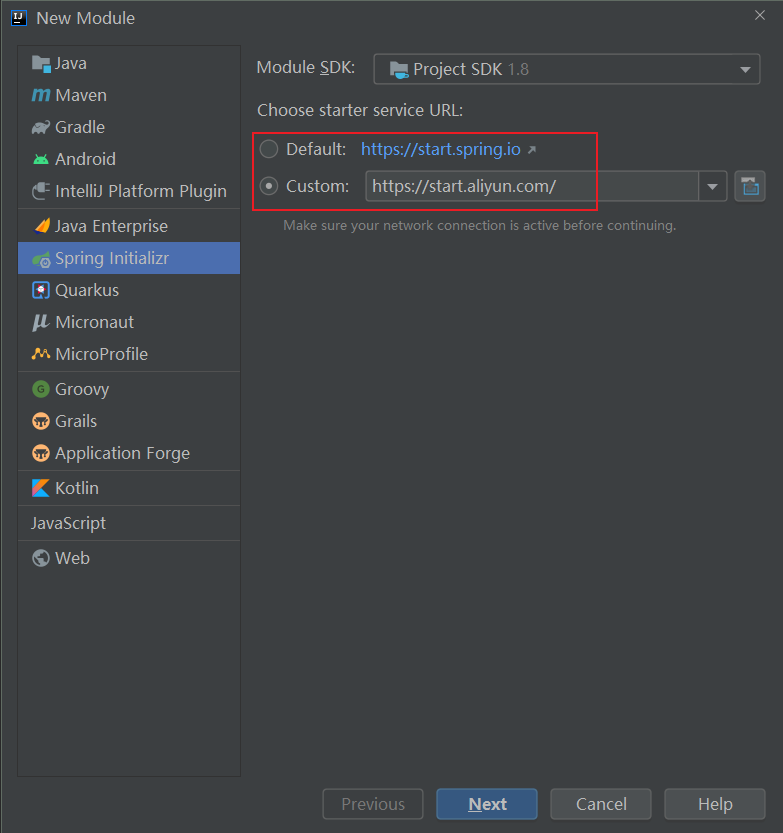 New Module
Java
Maven
Gradle
Android
IntelliJ Platform Plugin
Java Enterprise
Spring Initializr
Quarkus
Micronaut
MicroProfile
Groovy
Grails
Application Forge
Kotlin
JavaScript
Web
Module SDK: Project SDK 1.8
Choose starter service URL:
Default: https://start.spring.io
Custom: https://start.aliyun.com/
Make sure your network connection is active before continuing.
Previous Next Cancel Help